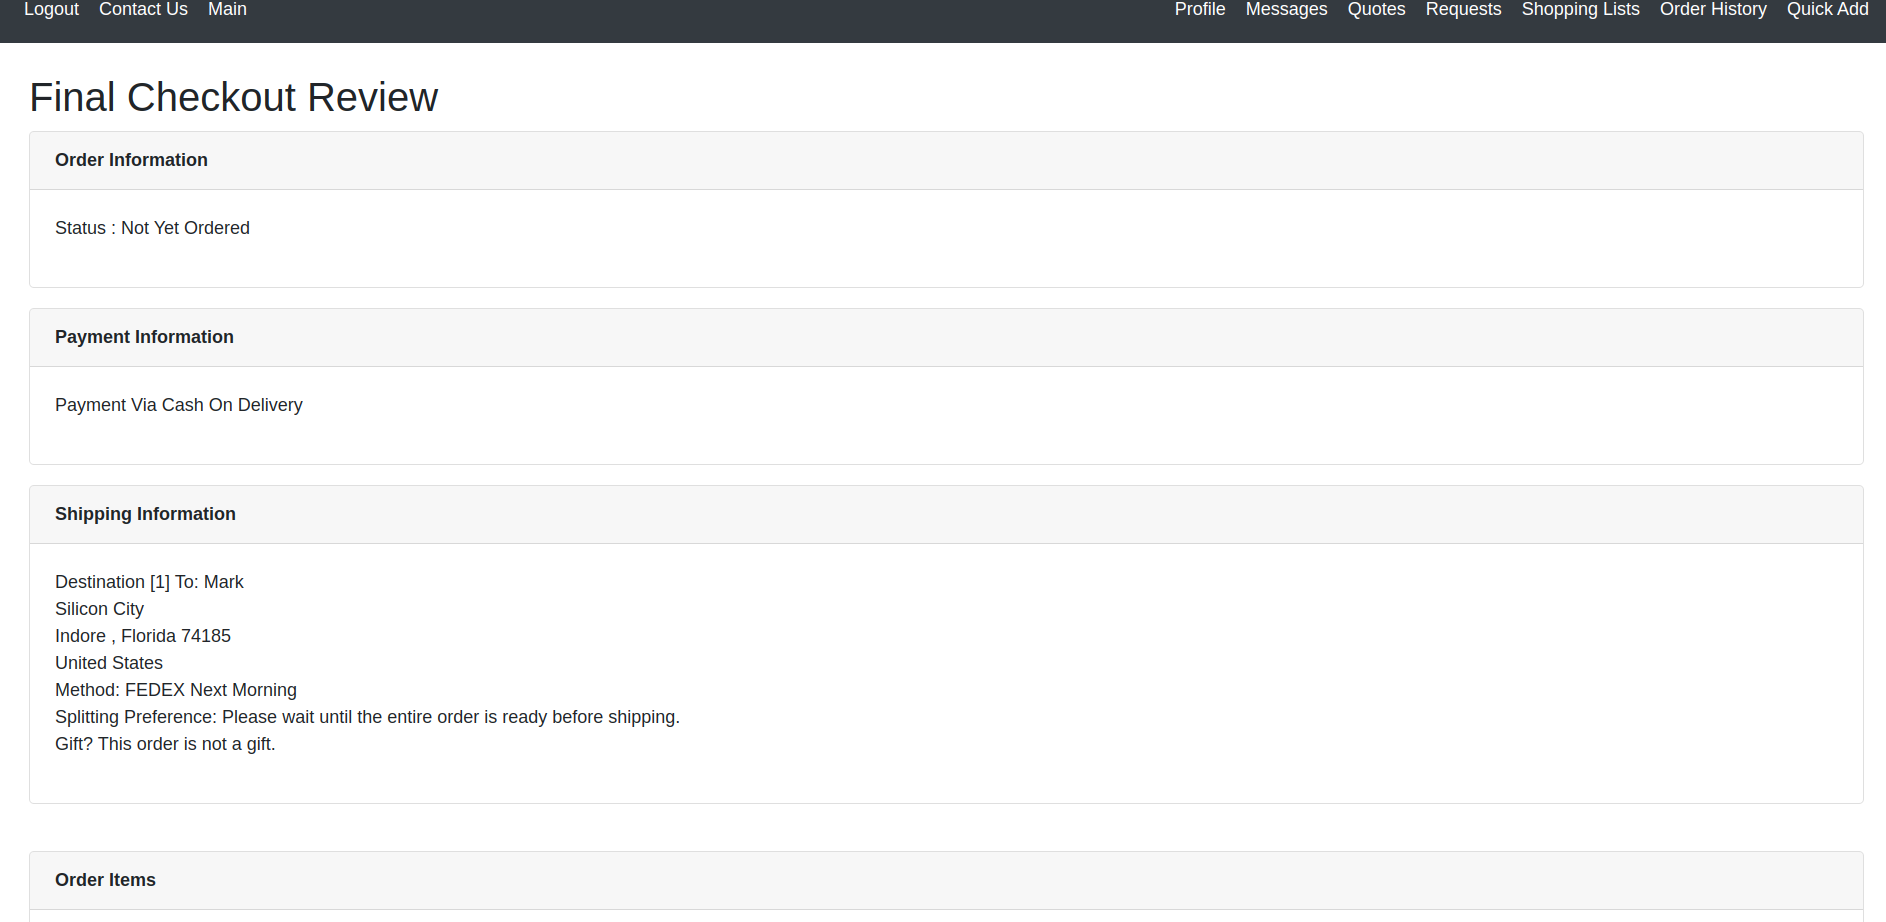 Logout Contact Us Main Profile Messages Quotes Requests Shopping Lists Order History Quick Add
Final Checkout Review
Order Information
Status : Not Yet Ordered
Payment Information
Payment Via Cash On Delivery
Shipping Information
Destination [1] To: Mark
Silicon City
Indore , Florida 74185
United States
Method: FEDEX Next Morning
Splitting Preference: Please wait until the entire order is ready before shipping.
Gift? This order is not a gift.
Order Items